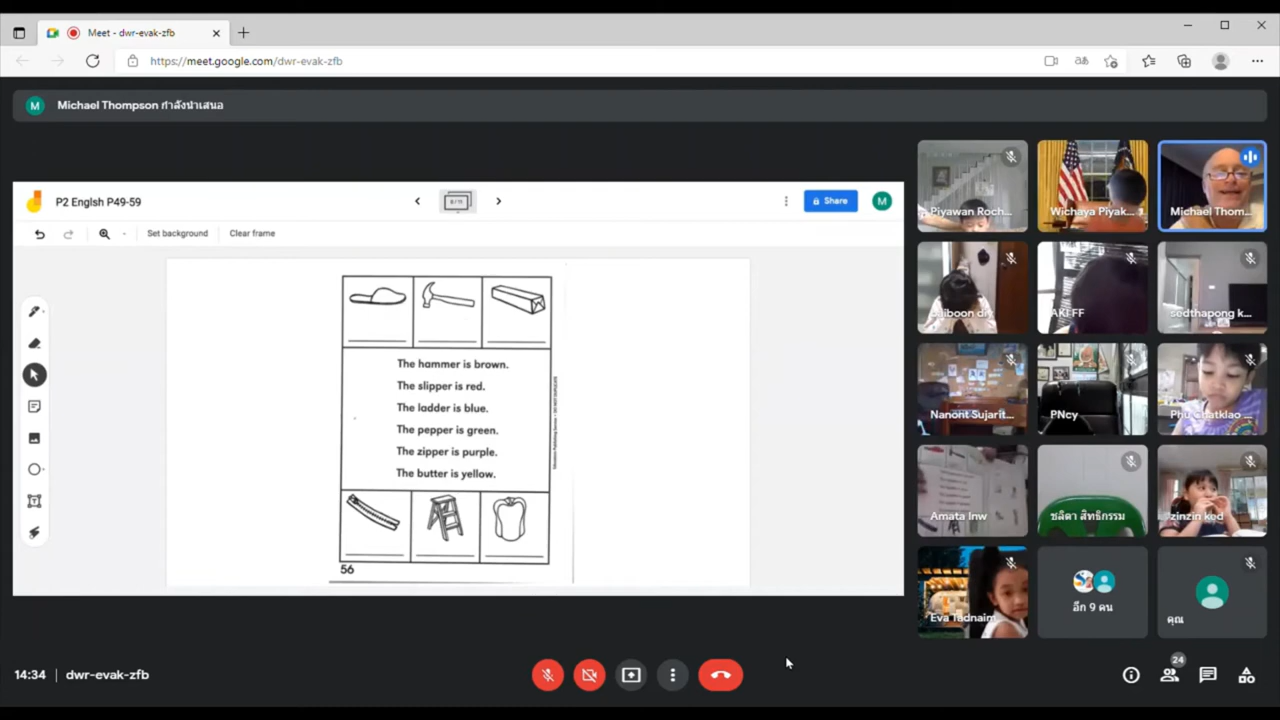 Meet - dwr-evak-zfb
https://meet.google.com/dwr-evak-zfb
M
Michael Thompson กำลังนำเสนอ
P2 Englsh P49-59
Share
M
Set background
Clear frame
The hammer is brown.
The slipper is red.
The ladder is blue.
The pepper is green.
The zipper is purple.
The butter is yellow.
56
Piyawan Roch...
Wichaya Piyak...
Michael Thom...
AKI FF
sedthapong k...
Nanont Sujarit...
PNcy
Phu Chatklao ...
Amata Inw
ชลิตา สิทธิกรรม
zinzin ked
Eva Tadnaim
อีก 9 คน
คุณ
14:34
dwr-evak-zfb
24